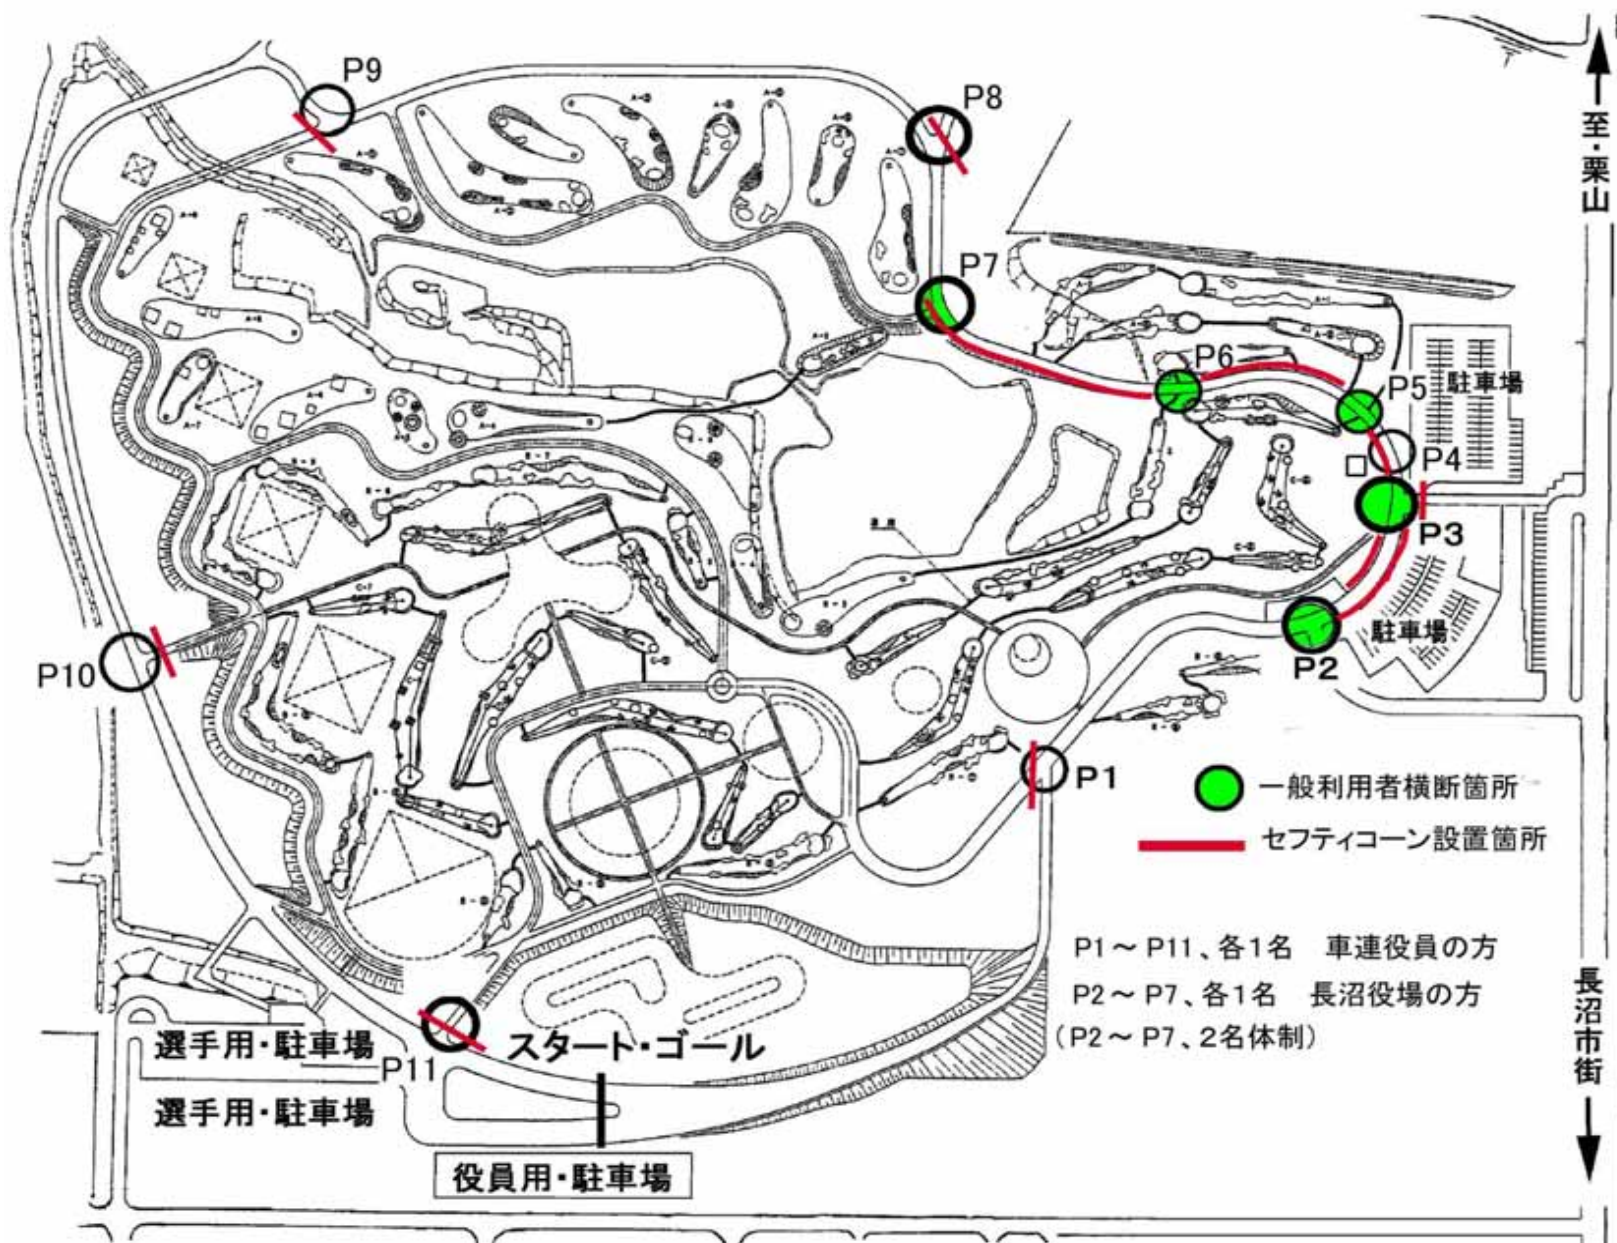 P9
P8
至・栗山
P7
P6
P5
駐車場
P4
P3
駐車場
P2
P10
P1
一般利用者横断箇所
セフティコーン設置箇所
P1～P11、各1名 車連役員の方
P2～P7、各1名 長沼役場の方
(P2～P7、2名体制)
長沼市街
選手用・駐車場
スタート・ゴール
P11
選手用・駐車場
役員用・駐車場